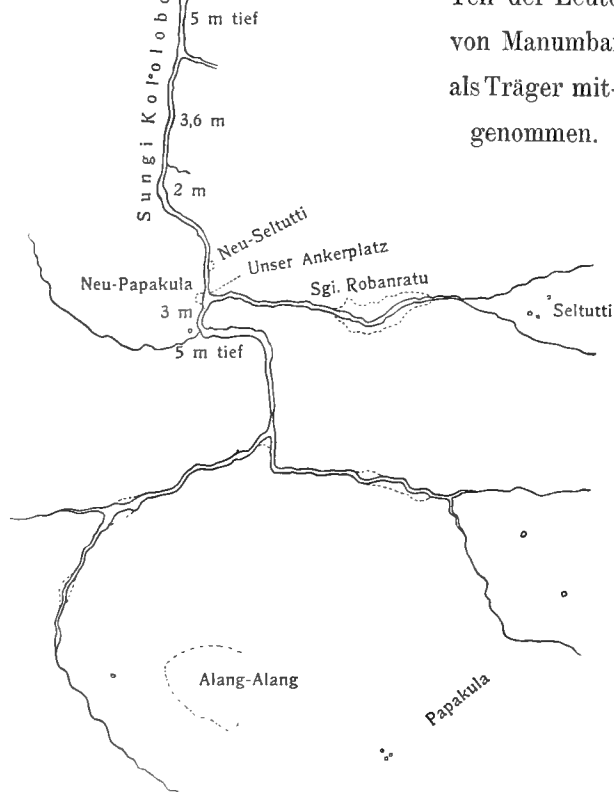 Teil der Leute
von Manumbai
als Träger mit-
genommen.
5 m tief
Sungi Kololobo
3,6 m
2 m
Neu-Seltutti
Unser Ankerplatz
Neu-Papakula
Sgi. Robanratu
3 m
Seltutti
5 m tief
Alang-Alang
Papakula